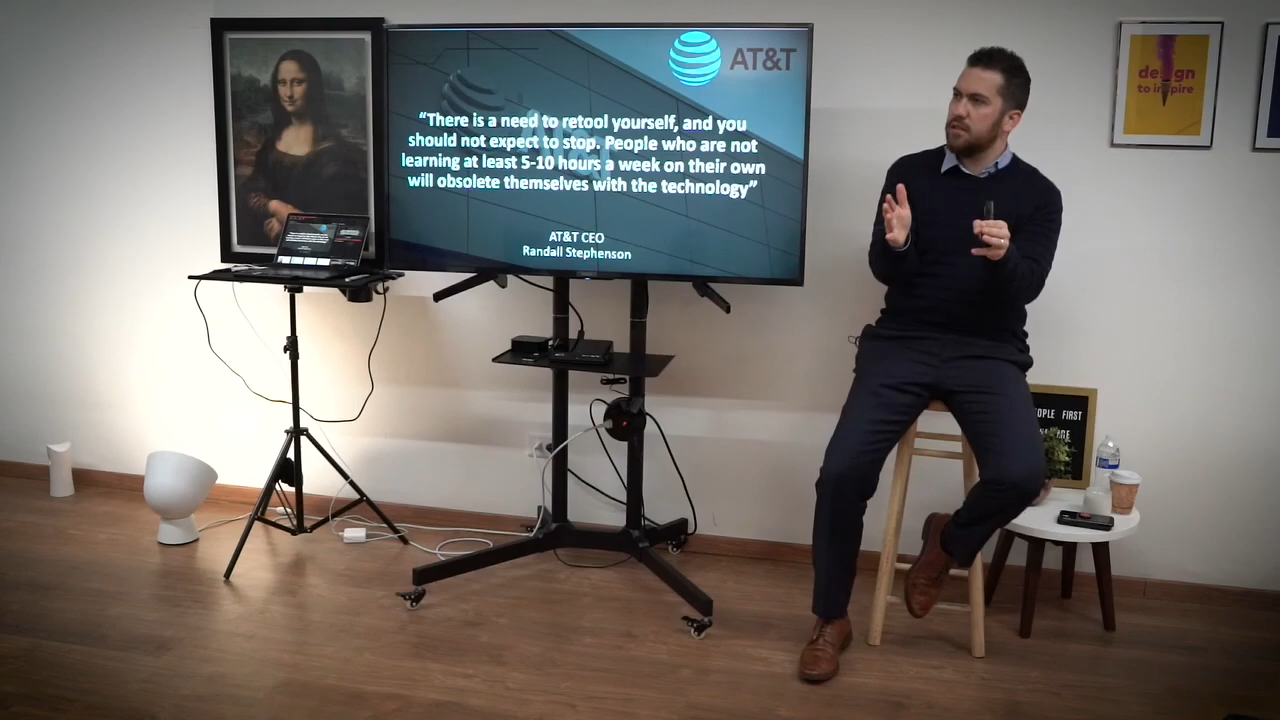 AT&T
“There is a need to retool yourself, and you
should not expect to stop. People who are not
learning at least 5-10 hours a week on their own
will obsolete themselves with the technology”
AT&T CEO
Randall Stephenson
design
to inspire
PEOPLE FIRST